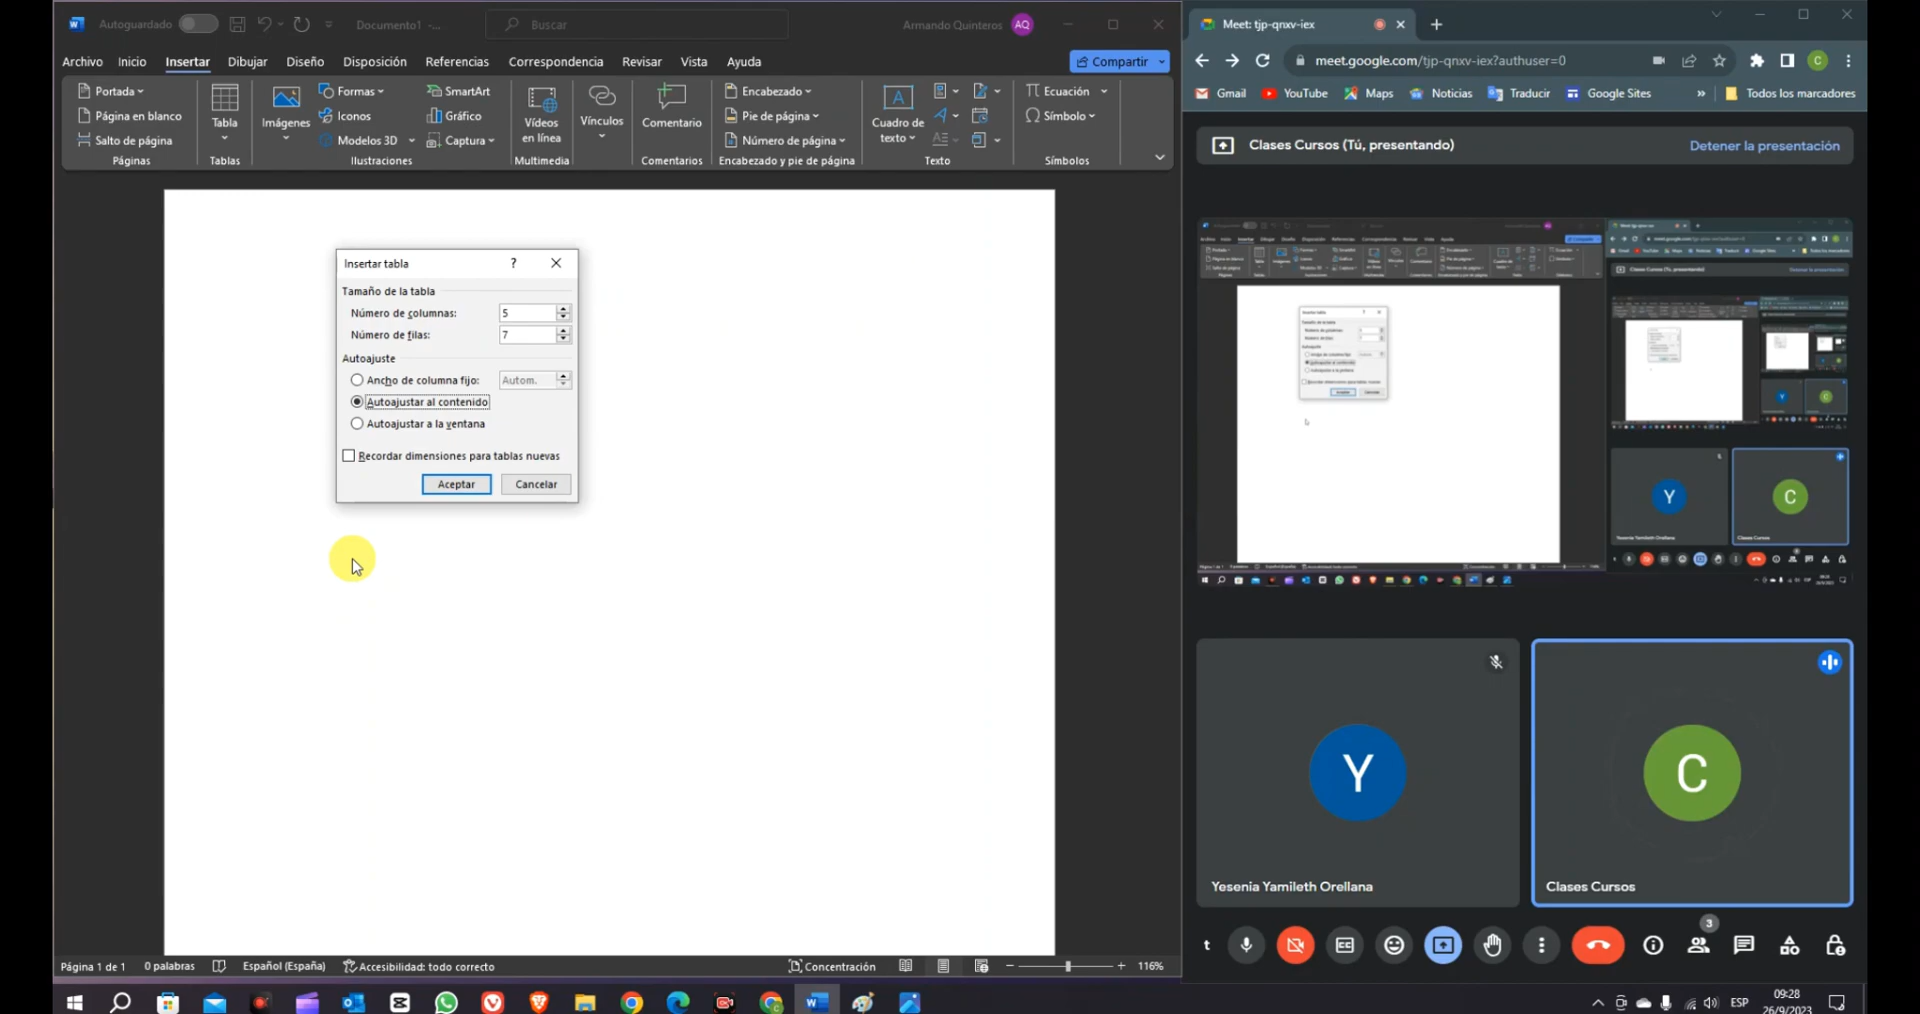 Autoguardado
Documento1 -...
Buscar
Armando Quinteros
AQ
Archivo Inicio Insertar Dibujar Diseño Disposición Referencias Correspondencia Revisar Vista Ayuda
Compartir
Portada
Página en blanco
Salto de página
Páginas
Tabla
Tablas
Imágenes
Formas
Iconos
Modelos 3D
SmartArt
Gráfico
Captura
Ilustraciones
Vídeos
en línea
Multimedia
Vínculos
Comentario
Comentarios
Encabezado
Pie de página
Número de página
Encabezado y pie de página
Cuadro de
texto
Texto
Ecuación
Símbolo
Símbolos
Insertar tabla
Tamaño de la tabla
Número de columnas: 5
Número de filas: 7
Autoajuste
Ancho de columna fijo: Autom.
Autoajustar al contenido
Autoajustar a la ventana
Recordar dimensiones para tablas nuevas
Aceptar Cancelar
Página 1 de 1 0 palabras Español (España) Accesibilidad: todo correcto
Concentración
116%
Meet: tjp-qnxv-iex
meet.google.com/tjp-qnxv-iex?authuser=0
C
Gmail YouTube Maps Noticias Traducir Google Sites » Todos los marcadores
Clases Cursos (Tú, presentando)
Detener la presentación
Y
Yesenia Yamileth Orellana
C
Clases Cursos
Y
Yesenia Yamileth Orellana
C
Clases Cursos
t
3
ESP
09:28
26/9/2023